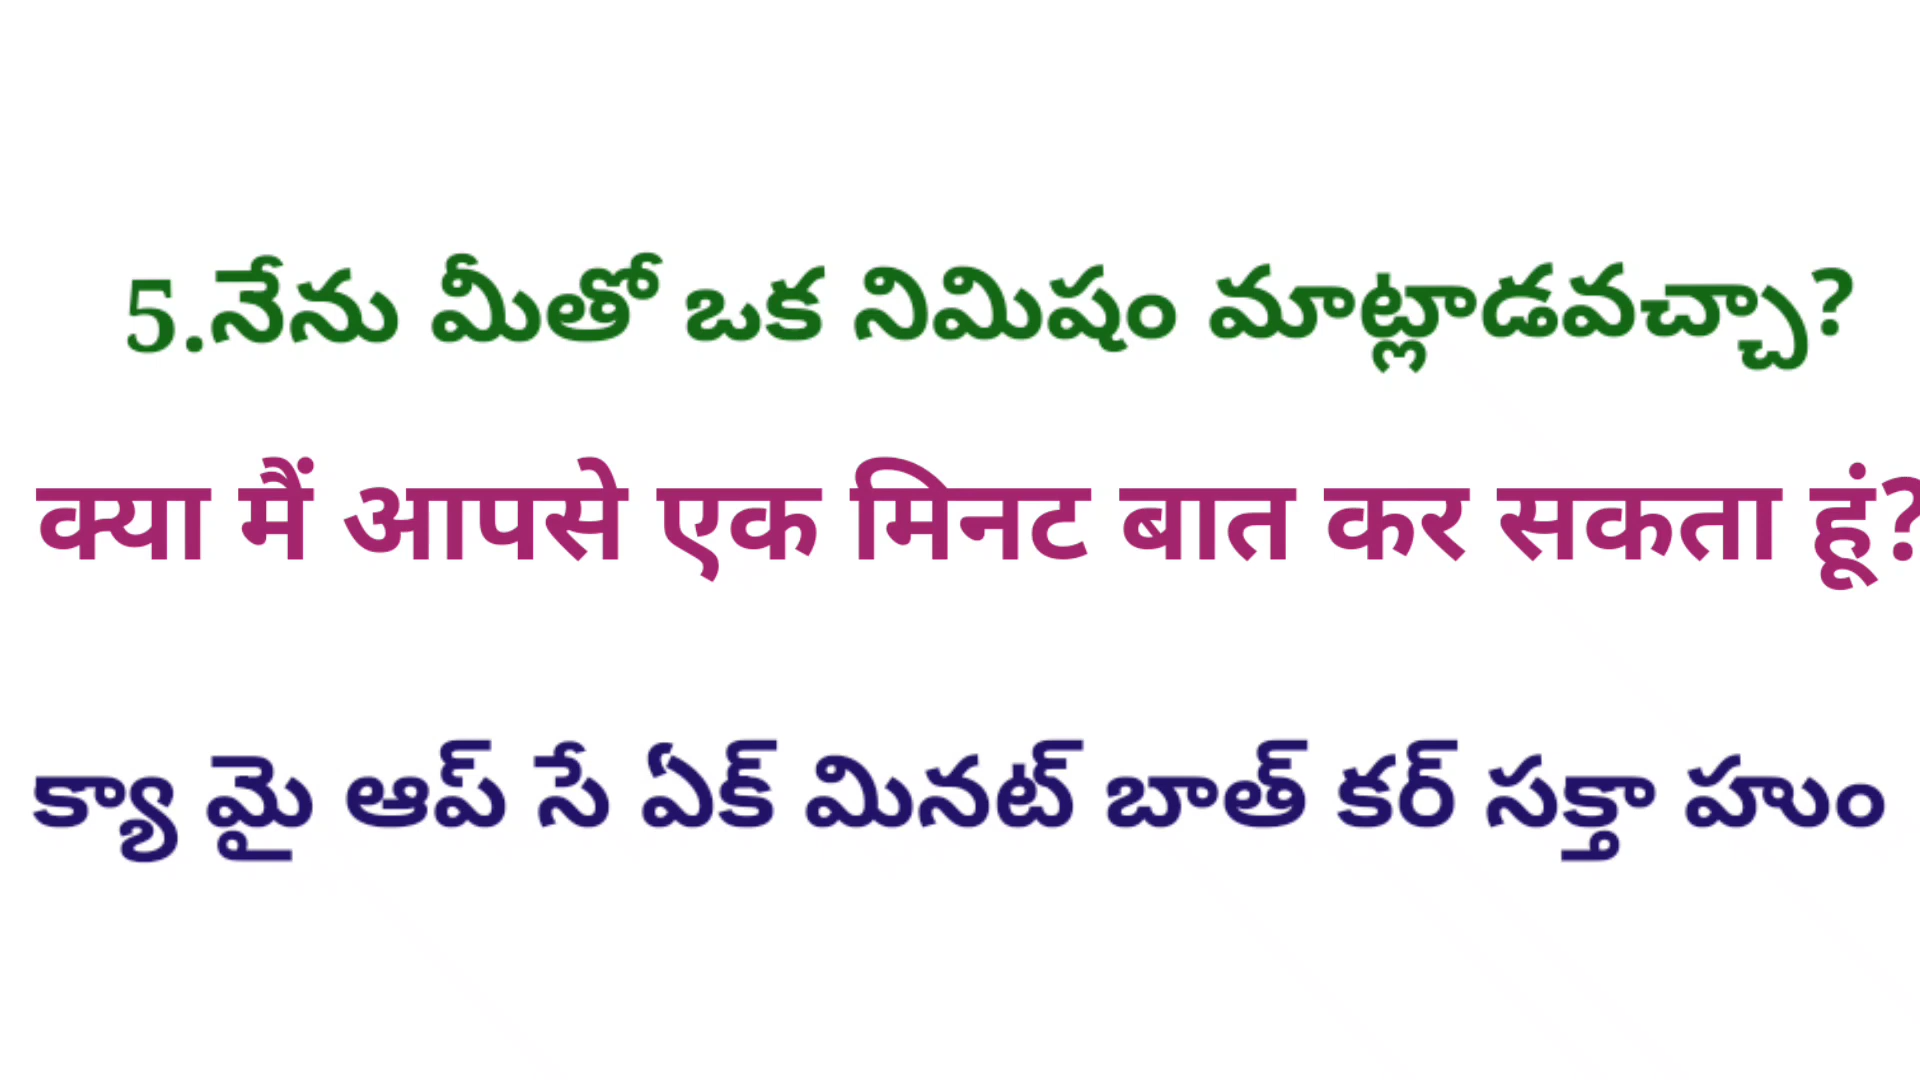 5.నేను మీతో ఒక నిమిషం మాట్లాడవచ్చా?
क्या मैं आपसे एक मिनट बात कर सकता हूं?
క్యా మై ఆప్ సే ఏక్ మినట్ బాత్ కర్ సక్తా హుం